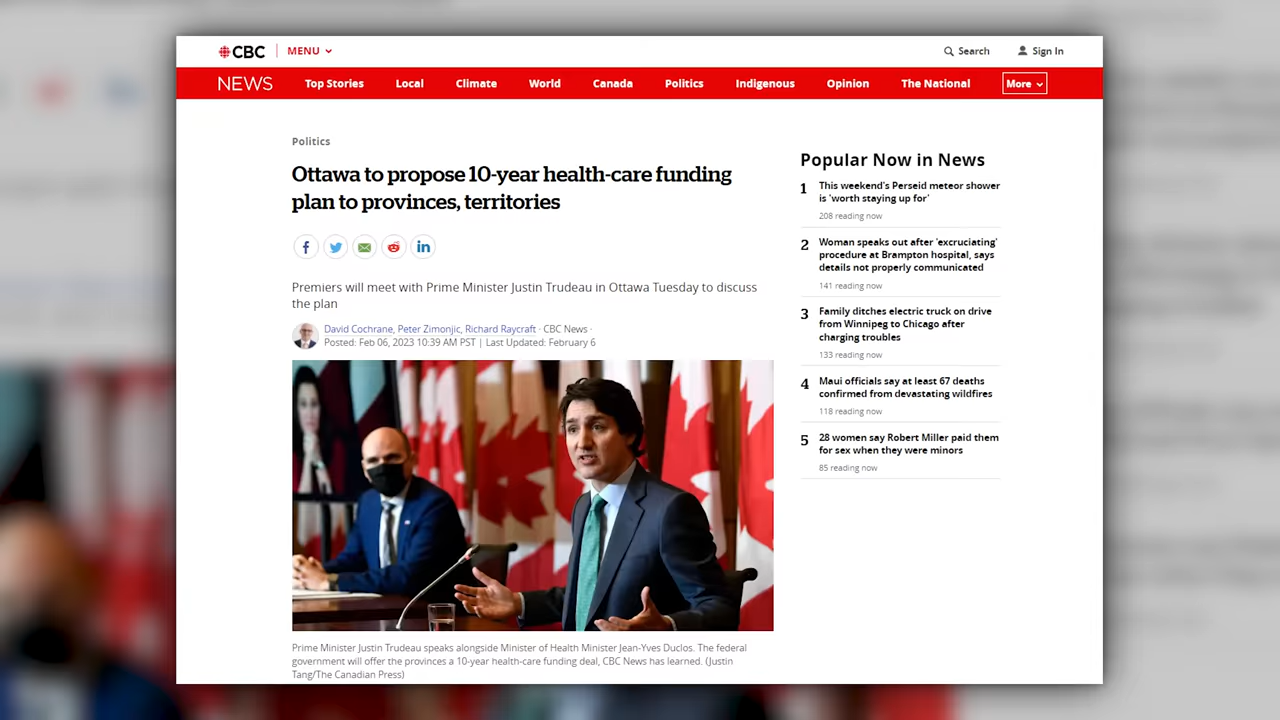 CBC
MENU
Search
Sign In
NEWS
Top Stories
Local
Climate
World
Canada
Politics
Indigenous
Opinion
The National
More
Politics
Ottawa to propose 10-year health-care funding
plan to provinces, territories
Premiers will meet with Prime Minister Justin Trudeau in Ottawa Tuesday to discuss
the plan
David Cochrane, Peter Zimonjic, Richard Raycraft · CBC News ·
Posted: Feb 06, 2023 10:39 AM PST | Last Updated: February 6
Prime Minister Justin Trudeau speaks alongside Minister of Health Minister Jean-Yves Duclos. The federal
government will offer the provinces a 10-year health-care funding deal, CBC News has learned. (Justin
Tang/The Canadian Press)
Popular Now in News
1
This weekend's Perseid meteor shower
is 'worth staying up for'
208 reading now
2
Woman speaks out after 'excruciating'
procedure at Brampton hospital, says
details not properly communicated
141 reading now
3
Family ditches electric truck on drive
from Winnipeg to Chicago after
charging troubles
133 reading now
4
Maui officials say at least 67 deaths
confirmed from devastating wildfires
118 reading now
5
28 women say Robert Miller paid them
for sex when they were minors
85 reading now